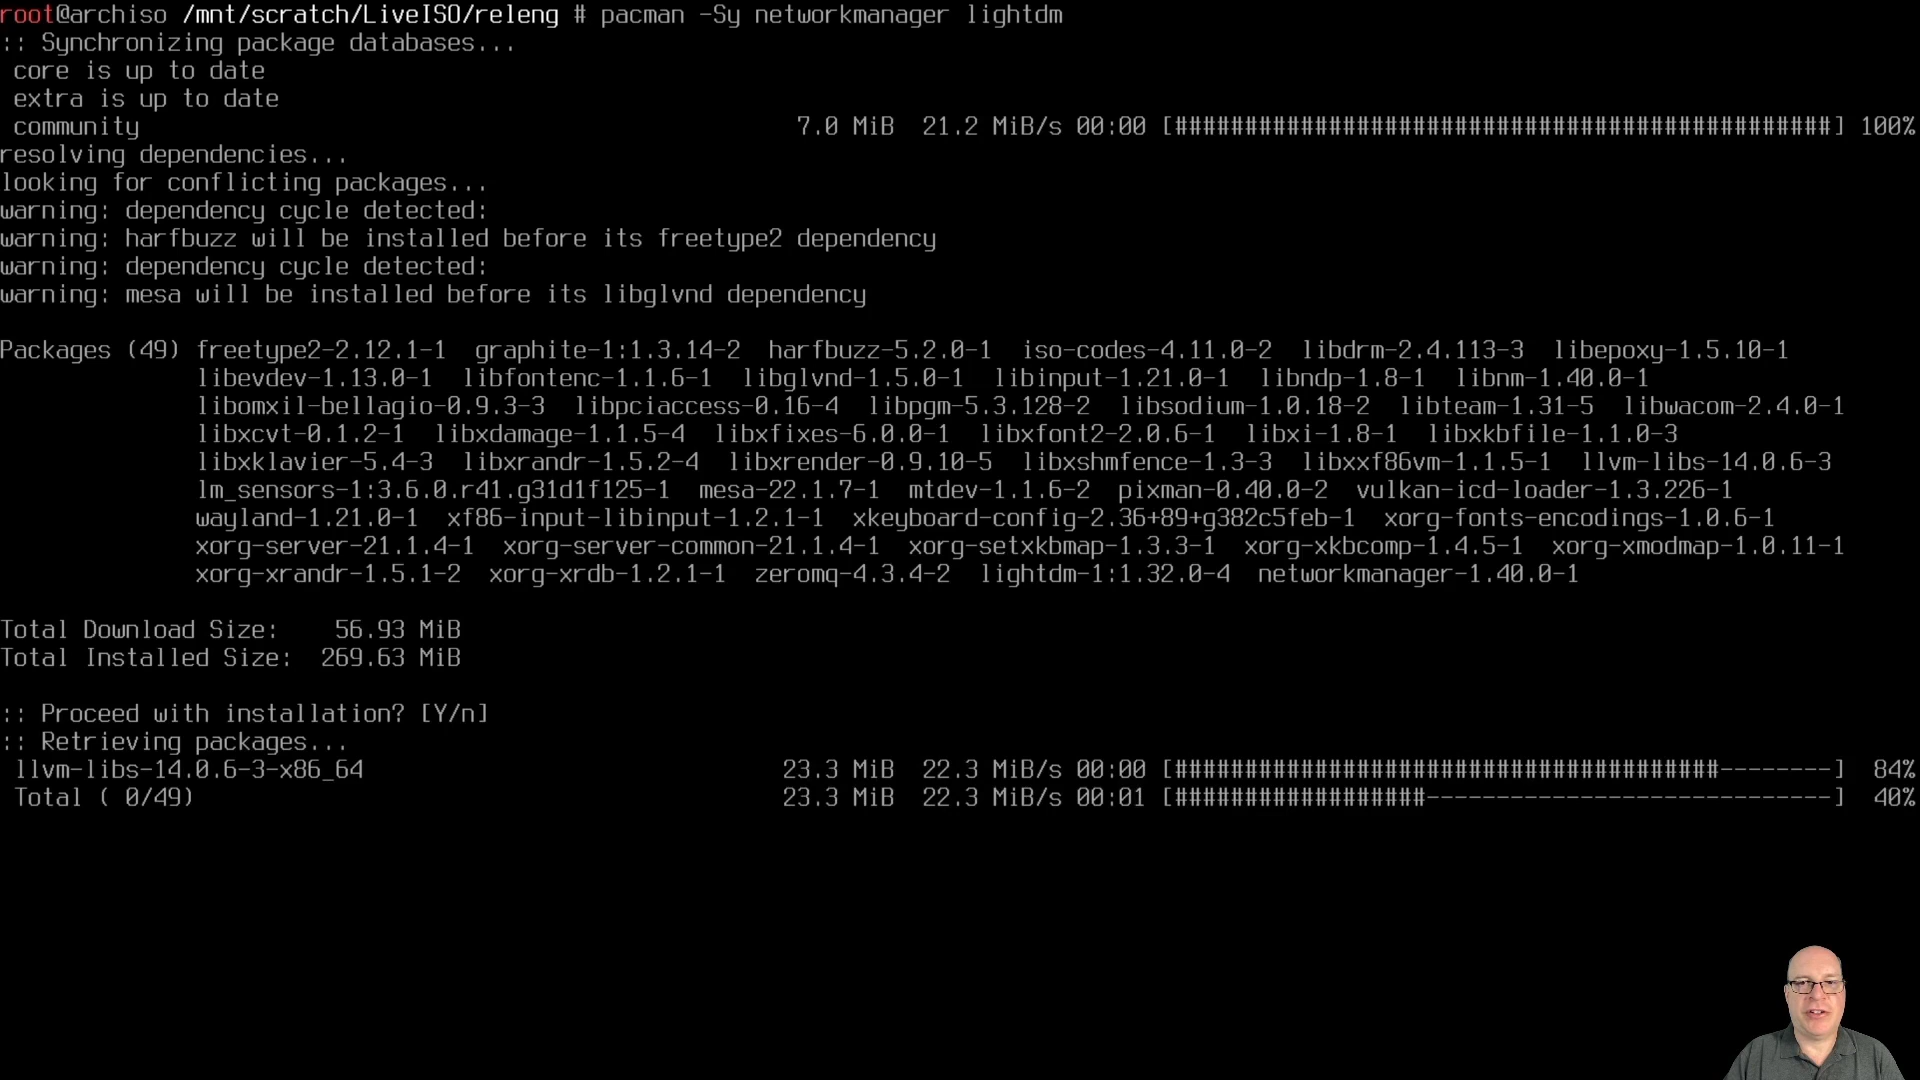 root@archiso /mnt/scratch/LiveISO/releng # pacman -Sy networkmanager lightdm
:: Synchronizing package databases...
 core is up to date
 extra is up to date
 community                                               7.0 MiB  21.2 MiB/s 00:00 [###############################################] 100%
resolving dependencies...
looking for conflicting packages...
warning: dependency cycle detected:
warning: harfbuzz will be installed before its freetype2 dependency
warning: dependency cycle detected:
warning: mesa will be installed before its libglvnd dependency
Packages (49) freetype2-2.12.1-1  graphite-1:1.3.14-2  harfbuzz-5.2.0-1  iso-codes-4.11.0-2  libdrm-2.4.113-3  libepoxy-1.5.10-1
              libevdev-1.13.0-1  libfontenc-1.1.6-1  libglvnd-1.5.0-1  libinput-1.21.0-1  libndp-1.8-1  libnm-1.40.0-1
              libomxil-bellagio-0.9.3-3  libpciaccess-0.16-4  libpgm-5.3.128-2  libsodium-1.0.18-2  libteam-1.31-5  libwacom-2.4.0-1
              libxcvt-0.1.2-1  libxdamage-1.1.5-4  libxfixes-6.0.0-1  libxfont2-2.0.6-1  libxi-1.8-1  libxkbfile-1.1.0-3
              libxklavier-5.4-3  libxrandr-1.5.2-4  libxrender-0.9.10-5  libxshmfence-1.3-3  libxxf86vm-1.1.5-1  llvm-libs-14.0.6-3
              lm_sensors-1:3.6.0.r41.g31d1f125-1  mesa-22.1.7-1  mtdev-1.1.6-2  pixman-0.40.0-2  vulkan-icd-loader-1.3.226-1
              wayland-1.21.0-1  xf86-input-libinput-1.2.1-1  xkeyboard-config-2.36+89+g382c5feb-1  xorg-fonts-encodings-1.0.6-1
              xorg-server-21.1.4-1  xorg-server-common-21.1.4-1  xorg-setxkbmap-1.3.3-1  xorg-xkbcomp-1.4.5-1  xorg-xmodmap-1.0.11-1
              xorg-xrandr-1.5.1-2  xorg-xrdb-1.2.1-1  zeromq-4.3.4-2  lightdm-1:1.32.0-4  networkmanager-1.40.0-1
Total Download Size:    56.93 MiB
Total Installed Size:  269.63 MiB
:: Proceed with installation? [Y/n]
:: Retrieving packages...
 llvm-libs-14.0.6-3-x86_64                              23.3 MiB  22.3 MiB/s 00:00 [#######################################--------]  84%
 Total ( 0/49)                                          23.3 MiB  22.3 MiB/s 00:01 [##################-----------------------------]  40%